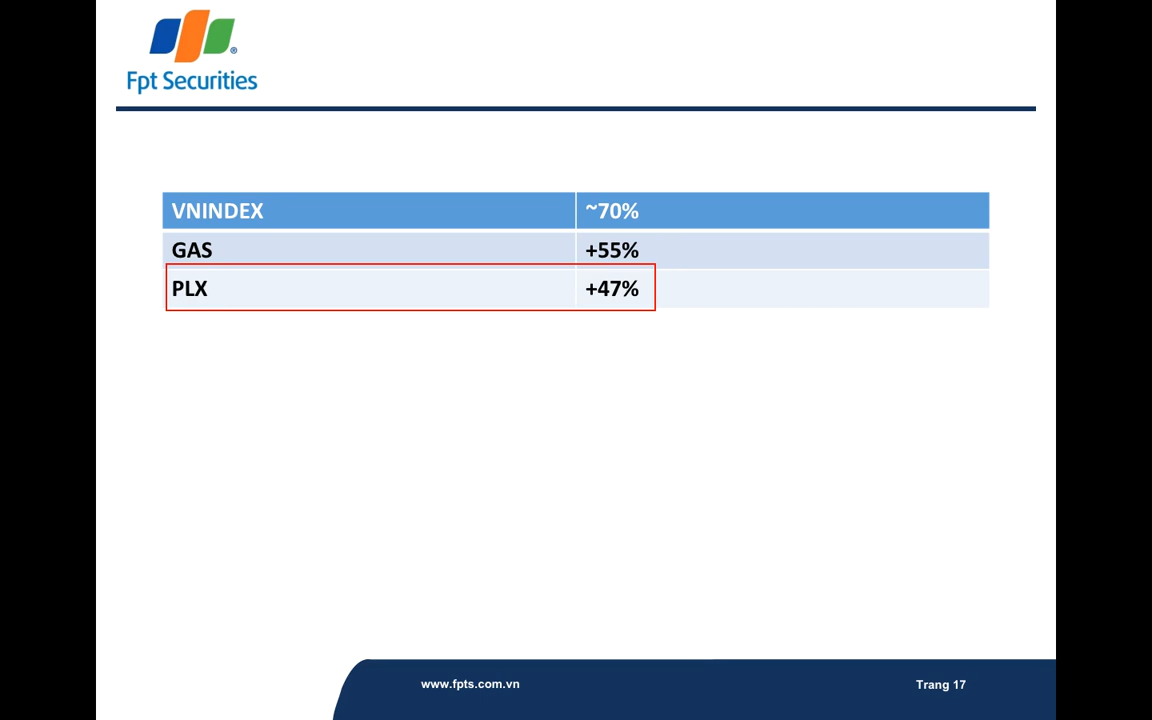 Fpt Securities
VNINDEX ~70%
GAS +55%
PLX +47%
www.fpts.com.vn Trang 17